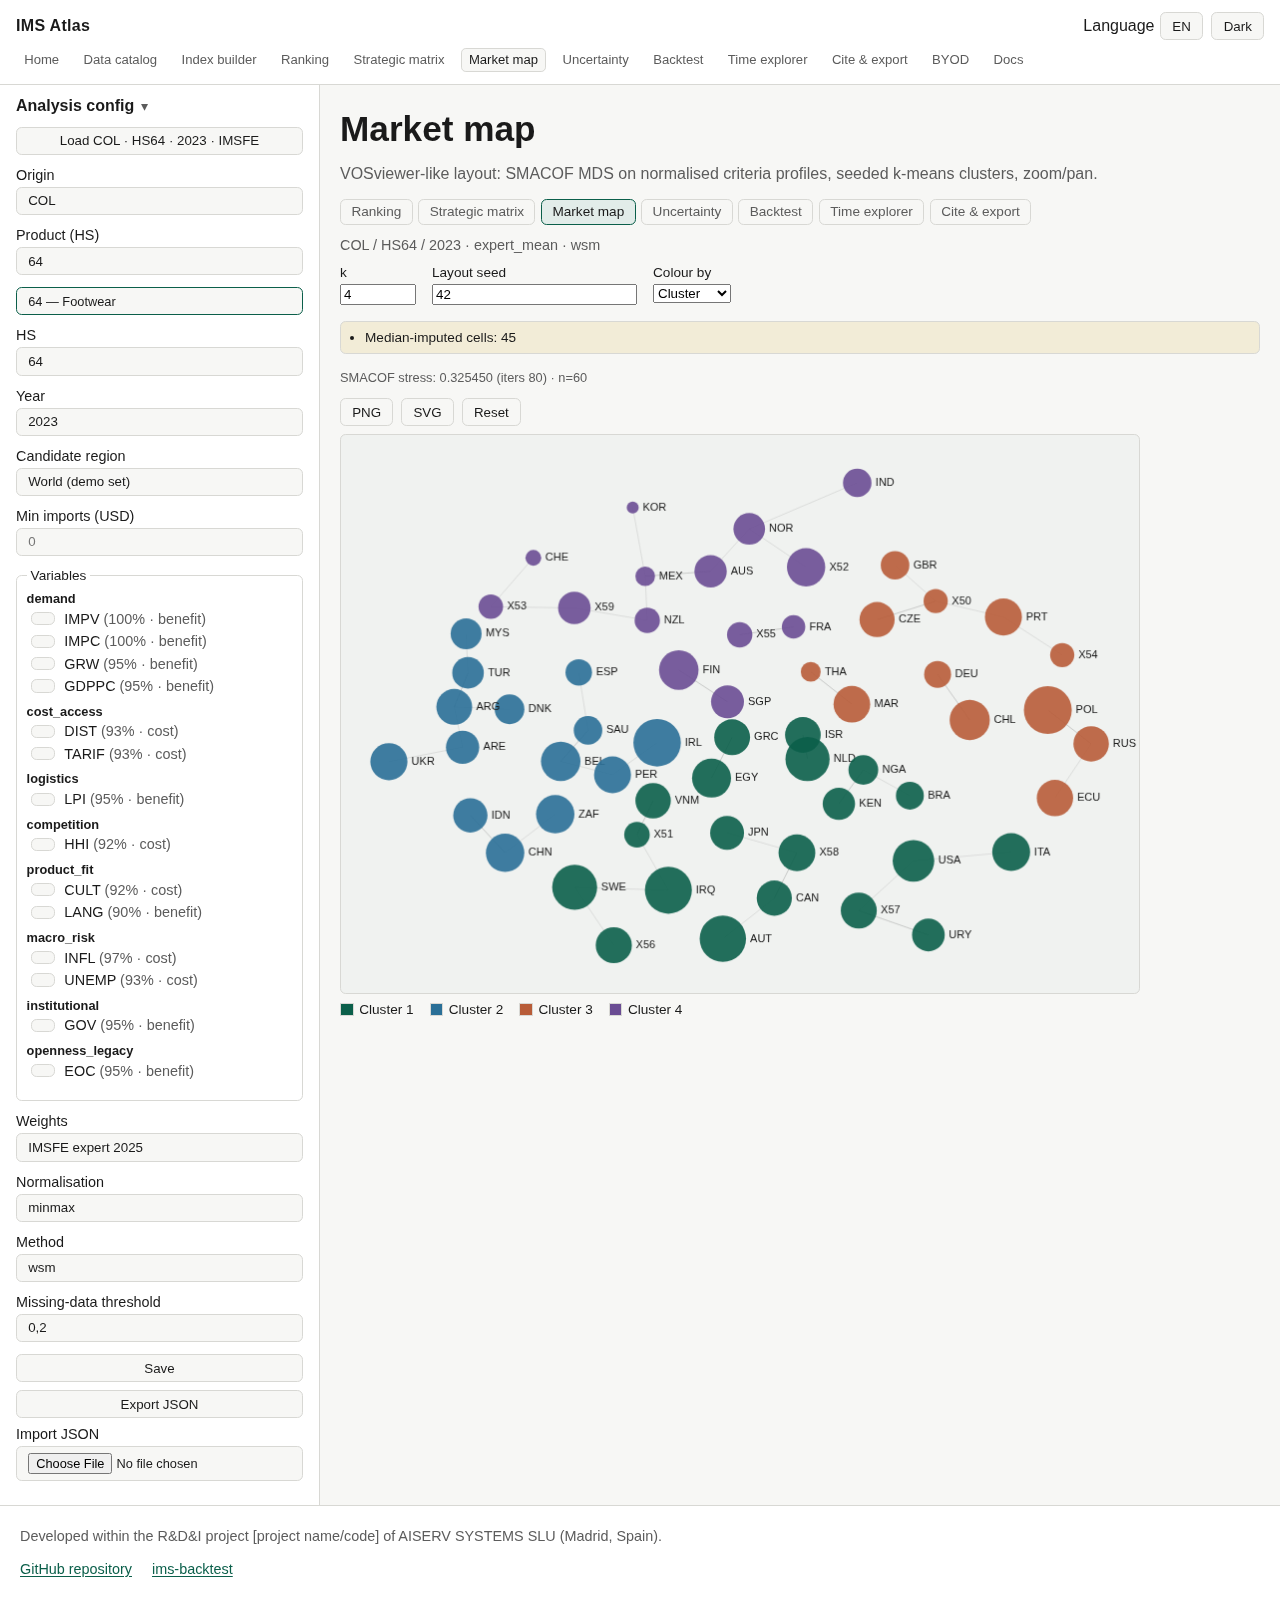 IMS Atlas
Language EN Dark
Home Data catalog Index builder Ranking Strategic matrix Market map Uncertainty Backtest Time explorer Cite & export BYOD Docs
Analysis config ▾
Load COL · HS64 · 2023 · IMSFE
Origin
COL
Product (HS)
64
64 — Footwear
HS
64
Year
2023
Candidate region
World (demo set)
Min imports (USD)
0
Variables
demand
IMPV (100% · benefit)
IMPC (100% · benefit)
GRW (95% · benefit)
GDPPC (95% · benefit)
cost_access
DIST (93% · cost)
TARIF (93% · cost)
logistics
LPI (95% · benefit)
competition
HHI (92% · cost)
product_fit
CULT (92% · cost)
LANG (90% · benefit)
macro_risk
INFL (97% · cost)
UNEMP (93% · cost)
institutional
GOV (95% · benefit)
openness_legacy
EOC (95% · benefit)
Weights
IMSFE expert 2025
Normalisation
minmax
Method
wsm
Missing-data threshold
0,2
Save
Export JSON
Import JSON
Choose File No file chosen
Market map
VOSviewer-like layout: SMACOF MDS on normalised criteria profiles, seeded k-means clusters, zoom/pan.
Ranking Strategic matrix Market map Uncertainty Backtest Time explorer Cite & export
COL / HS64 / 2023 · expert_mean · wsm
k Layout seed Colour by
4 42 Cluster
• Median-imputed cells: 45
SMACOF stress: 0.325450 (iters 80) · n=60
PNG SVG Reset
IND
KOR
NOR
CHE
X52
GBR
AUS
MEX
X50
X53
X59
PRT
NZL
CZE
FRA
MYS
X55
X54
FIN
TUR
ESP
THA
DEU
SGP
MAR
ARG
DNK
POL
CHL
SAU
ISR
GRC
IRL
RUS
ARE
NLD
UKR
BEL
NGA
PER
EGY
BRA
ECU
VNM
KEN
IDN
ZAF
JPN
X51
CHN
X58
ITA
USA
SWE
IRQ
CAN
X57
URY
AUT
X56
Cluster 1 Cluster 2 Cluster 3 Cluster 4
Developed within the R&D&I project [project name/code] of AISERV SYSTEMS SLU (Madrid, Spain).
GitHub repository ims-backtest